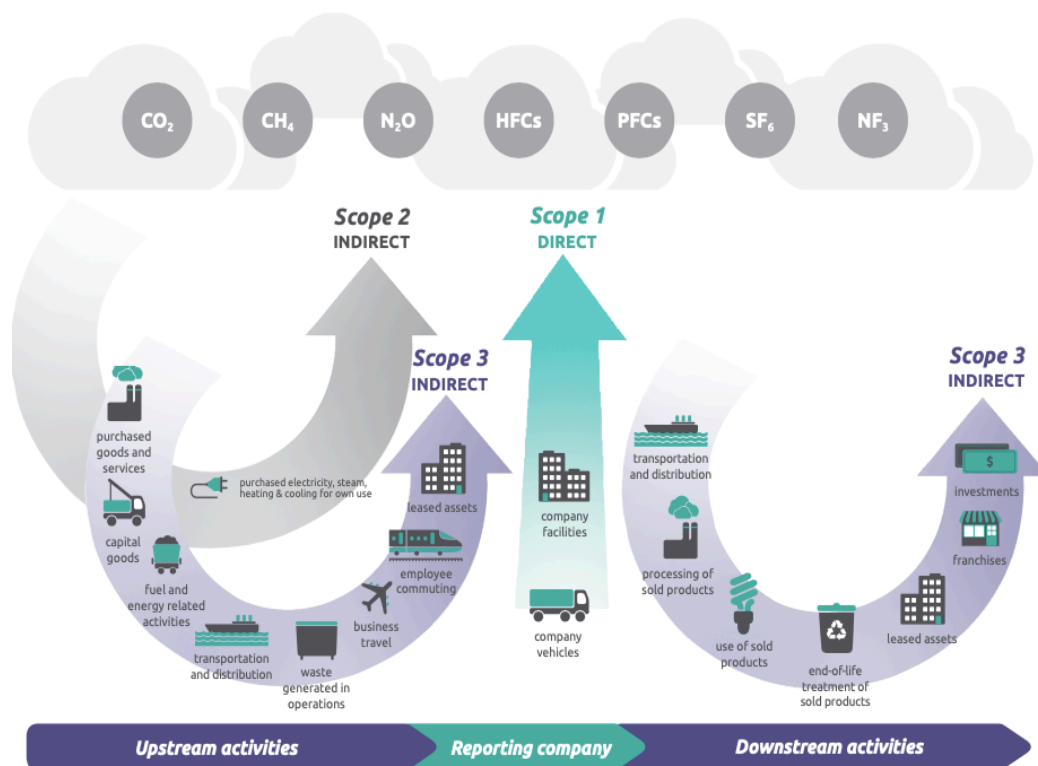 CO₂ CH₄ N₂O HFCs PFCs SF₆ NF₃
Scope 2
INDIRECT
Scope 1
DIRECT
Scope 3
INDIRECT
Scope 3
INDIRECT
purchased
goods and
services
capital
goods
fuel and
energy related
activities
purchased electricity, steam,
heating & cooling for own use
transportation
and distribution
waste
generated in
operations
business
travel
employee
commuting
leased assets
company
facilities
company
vehicles
transportation
and distribution
processing of
sold products
use of sold
products
end-of-life
treatment of
sold products
leased assets
franchises
$
investments
Upstream activities
Reporting company
Downstream activities